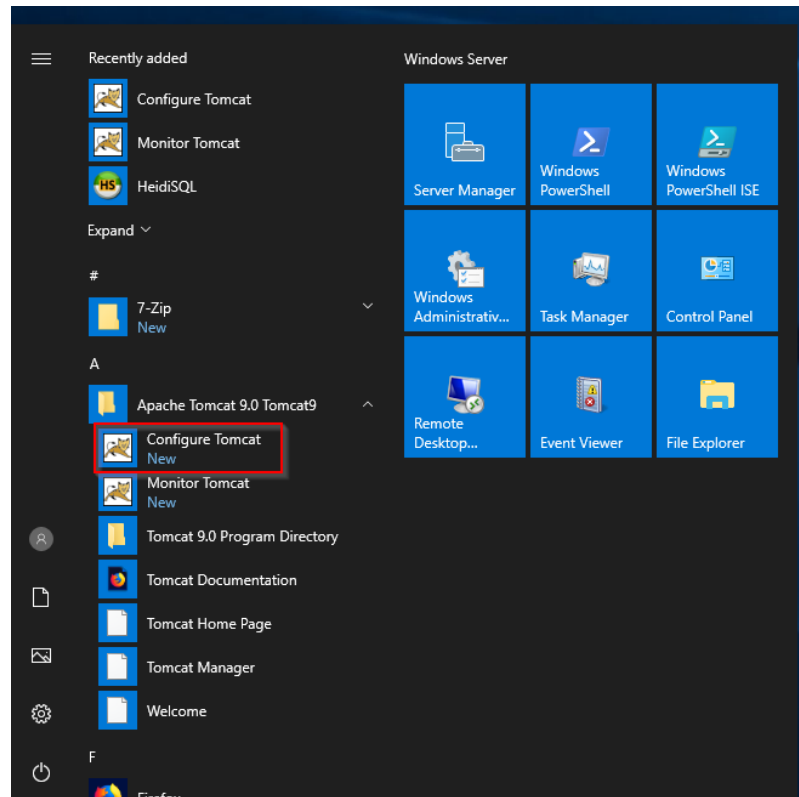 Recently added
Configure Tomcat
Monitor Tomcat
HS
HeidiSQL
Expand
#
7-Zip
New
A
Apache Tomcat 9.0 Tomcat9
Configure Tomcat
New
Monitor Tomcat
New
Tomcat 9.0 Program Directory
Tomcat Documentation
Tomcat Home Page
Tomcat Manager
Welcome
F
Firefox
Windows Server
Server Manager
Windows
PowerShell
Windows
PowerShell ISE
Windows
Administrativ...
Task Manager
Control Panel
Remote
Desktop...
Event Viewer
File Explorer